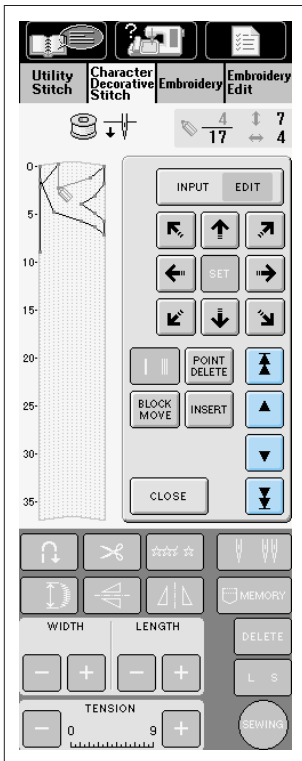 Utility Stitch
Character Decorative Stitch
Embroidery
Embroidery Edit
4
17
7
4
0-
5-
10-
15-
20-
25-
30-
35-
INPUT EDIT
SET
POINT DELETE
BLOCK MOVE
INSERT
CLOSE
MEMORY
WIDTH LENGTH
DELETE
L S
TENSION
0 9
SEWING